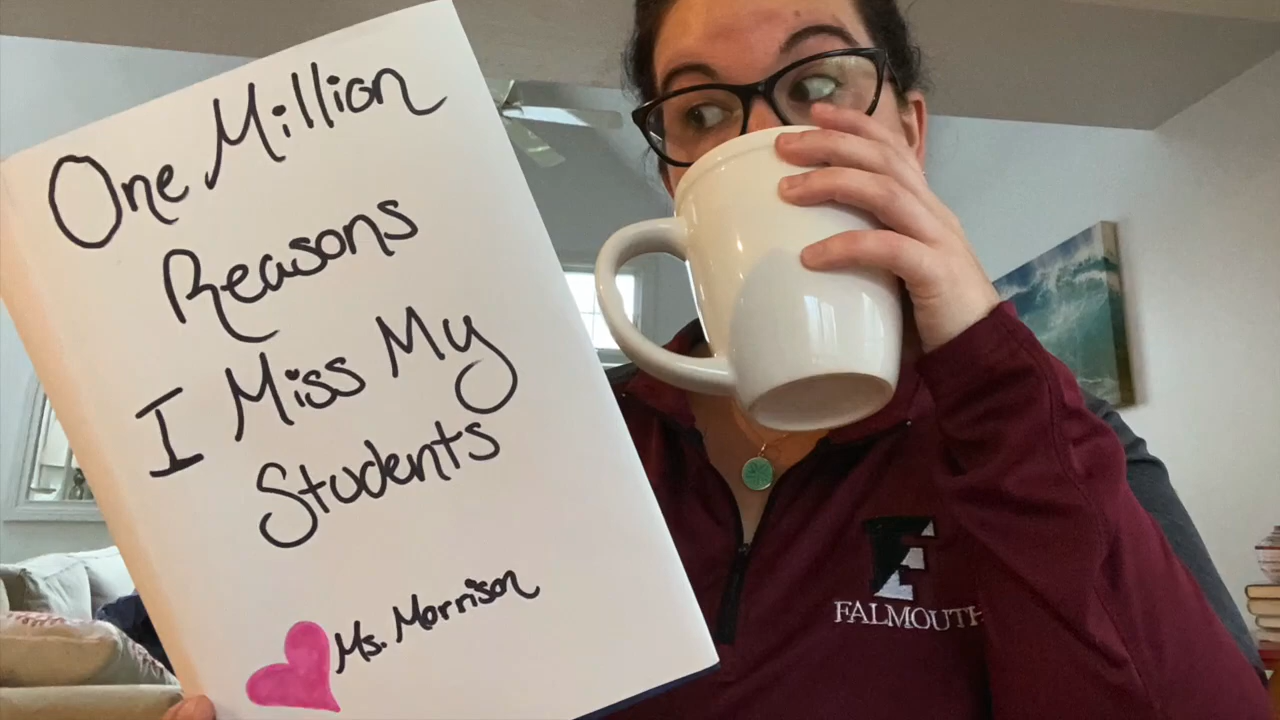 One Million
Reasons
I Miss My
Students
Ms. Morrison
F
FALMOUTH